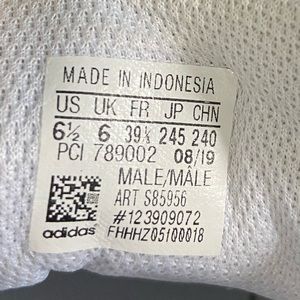 MADE IN INDONESIA
US UK FR JP CHN
6½ 6 39⅓ 245 240
PCI 789002 08/19
MALE/MÂLE
ART S85956
#123909072
adidas FHHHZ05I00018